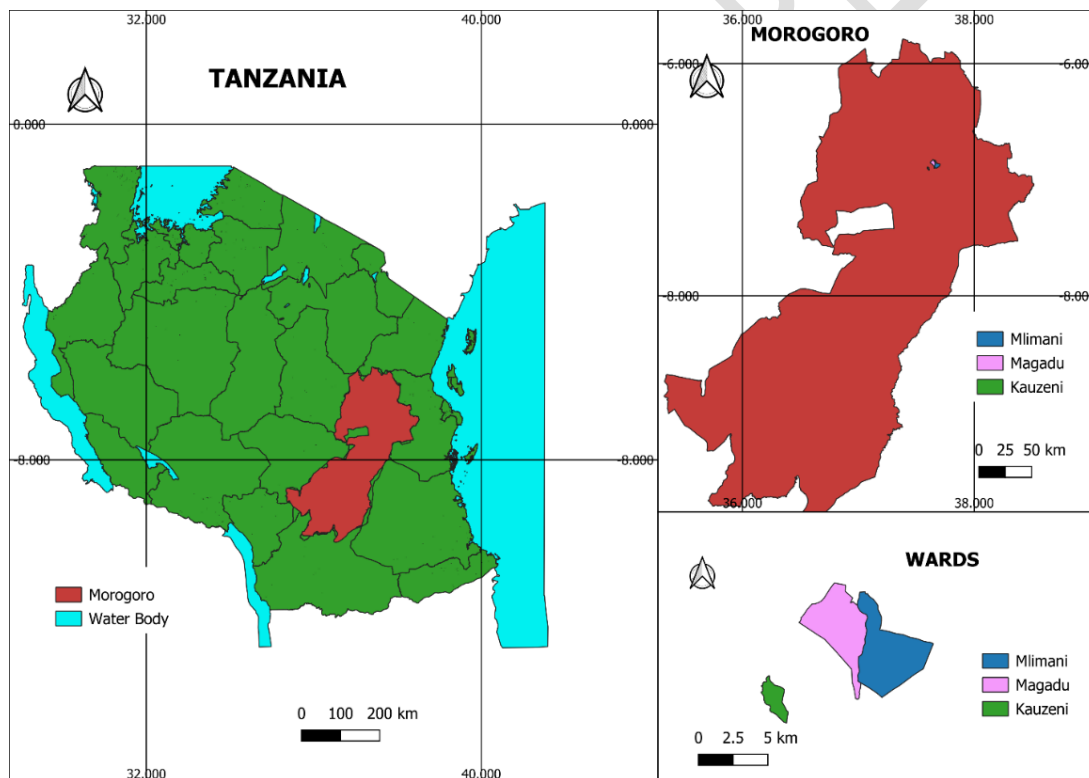 32.000
40.000
TANZANIA
0.000
0.000
-8.000
-8.000
Morogoro
Water Body
0 100 200 km
32.000
40.000
36.000
38.000
MOROGORO
-6.000
-6.00
-8.000
-8.00
Mlimani
Magadu
Kauzeni
0 25 50 km
36.000
38.000
WARDS
Mlimani
Magadu
Kauzeni
0 2.5 5 km